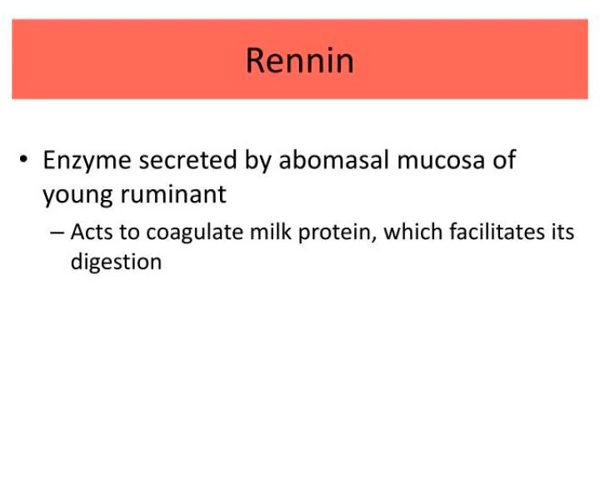 Rennin
• Enzyme secreted by abomasal mucosa of
young ruminant
– Acts to coagulate milk protein, which facilitates its
digestion